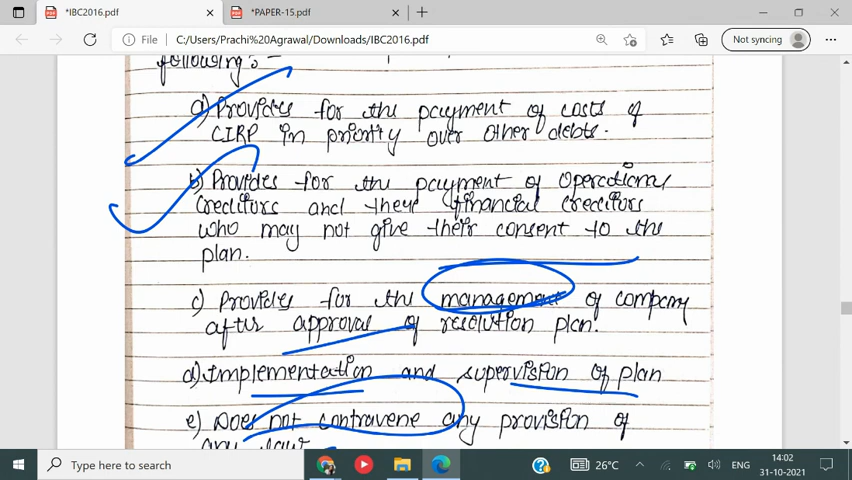 *IBC2016.pdf
*PAPER-15.pdf
File
C:/Users/Prachi%20Agrawal/Downloads/IBC2016.pdf
Not syncing
following:-
a) Provides for the payment of costs of
CIRP in priority over other debts.
b) Provides for the payment of Operational
Creditors and their financial creditors
who may not give their consent to the
plan.
c) Provides for the management of company
after approval of resolution plan.
d) Implementation and supervision of plan
e) Does not contravene any provision of
any law
Type here to search
26°C
ENG
14:02
31-10-2021